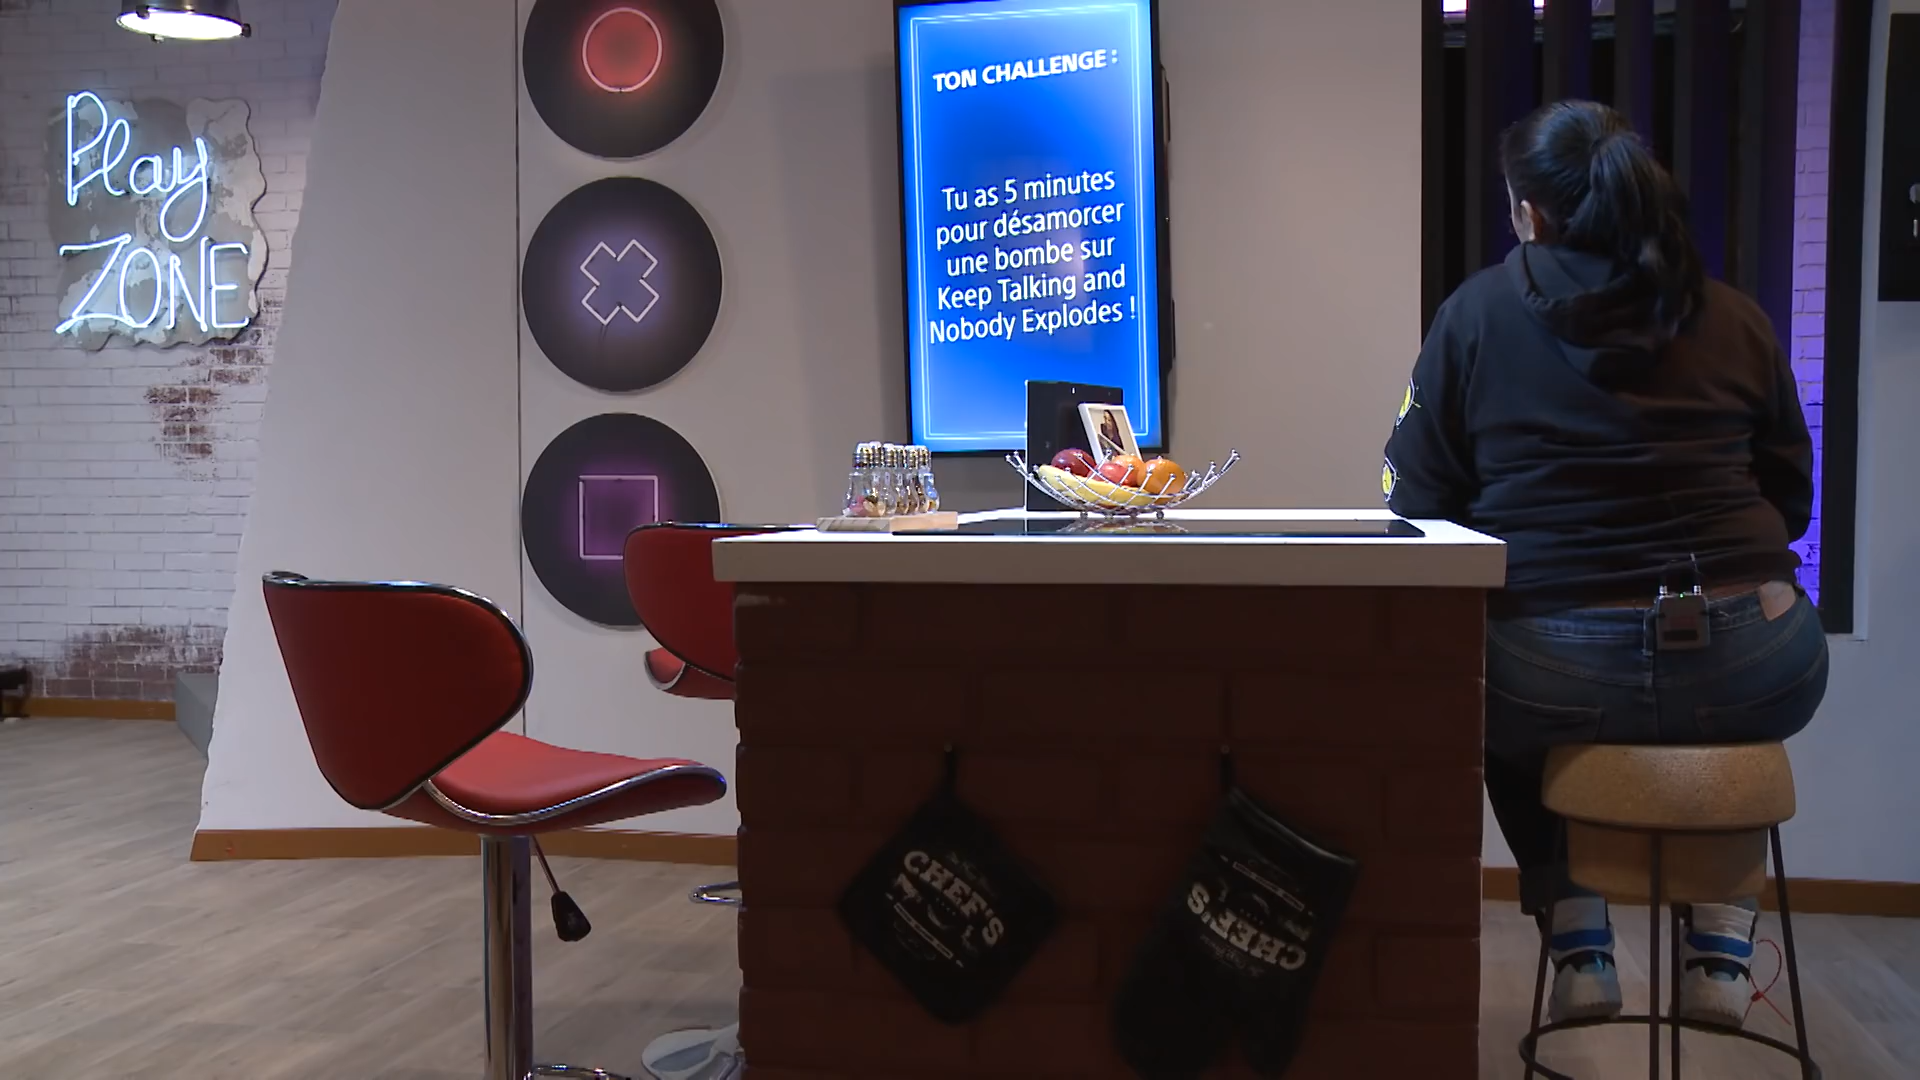 Play
ZONE
TON CHALLENGE :
Tu as 5 minutes
pour désamorcer
une bombe sur
Keep Talking and
Nobody Explodes !
CHEF'S
CHEF'S